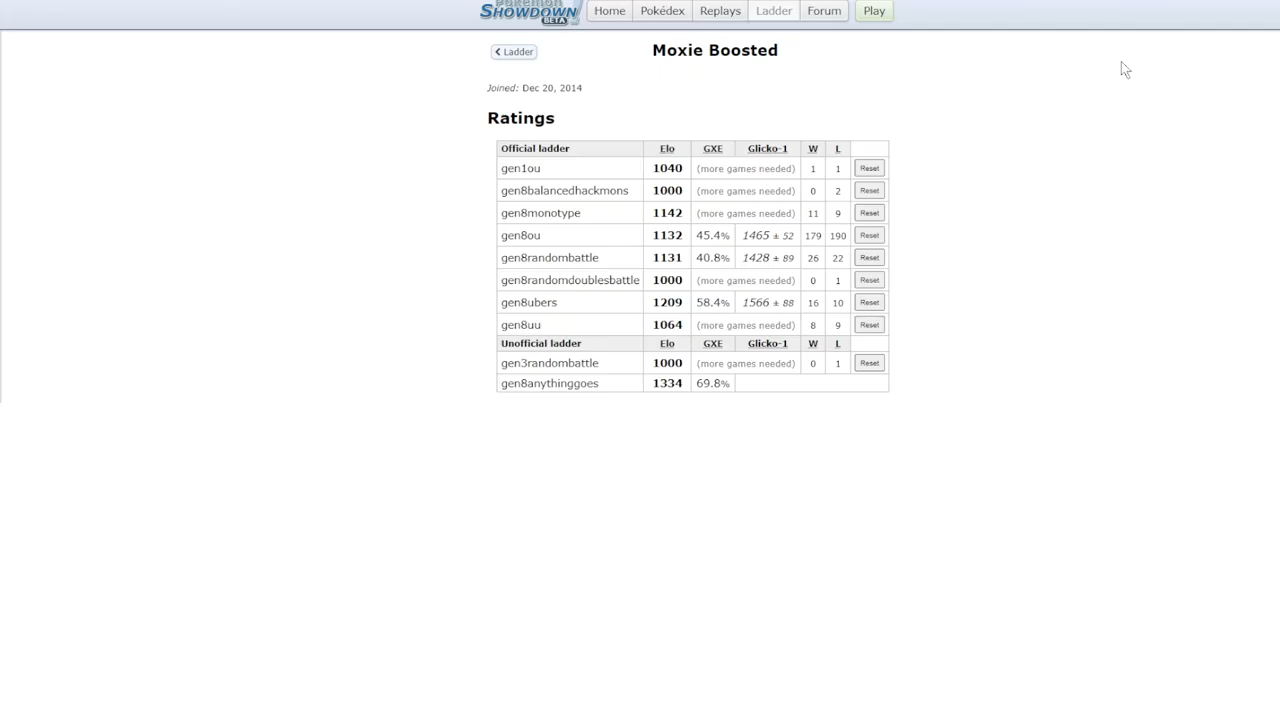 Pokémon
SHOWDOWN
BETA
Home Pokédex Replays Ladder Forum Play
Ladder
Moxie Boosted
Joined: Dec 20, 2014
Ratings
Official ladder Elo GXE Glicko-1 W L
gen1ou 1040 (more games needed) 1 1 Reset
gen8balancedhackmons 1000 (more games needed) 0 2 Reset
gen8monotype 1142 (more games needed) 11 9 Reset
gen8ou 1132 45.4% 1465 ± 52 179 190 Reset
gen8randombattle 1131 40.8% 1428 ± 89 26 22 Reset
gen8randomdoublesbattle 1000 (more games needed) 0 1 Reset
gen8ubers 1209 58.4% 1566 ± 88 16 10 Reset
gen8uu 1064 (more games needed) 8 9 Reset
Unofficial ladder Elo GXE Glicko-1 W L
gen3randombattle 1000 (more games needed) 0 1 Reset
gen8anythinggoes 1334 69.8%